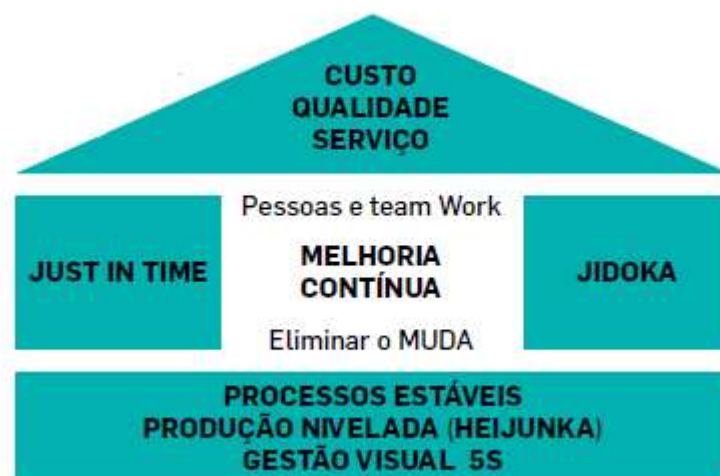 CUSTO
QUALIDADE
SERVIÇO
Pessoas e team Work
JUST IN TIME
MELHORIA
CONTÍNUA
JIDOKA
Eliminar o MUDA
PROCESSOS ESTÁVEIS
PRODUÇÃO NIVELADA (HEIJUNKA)
GESTÃO VISUAL 5S